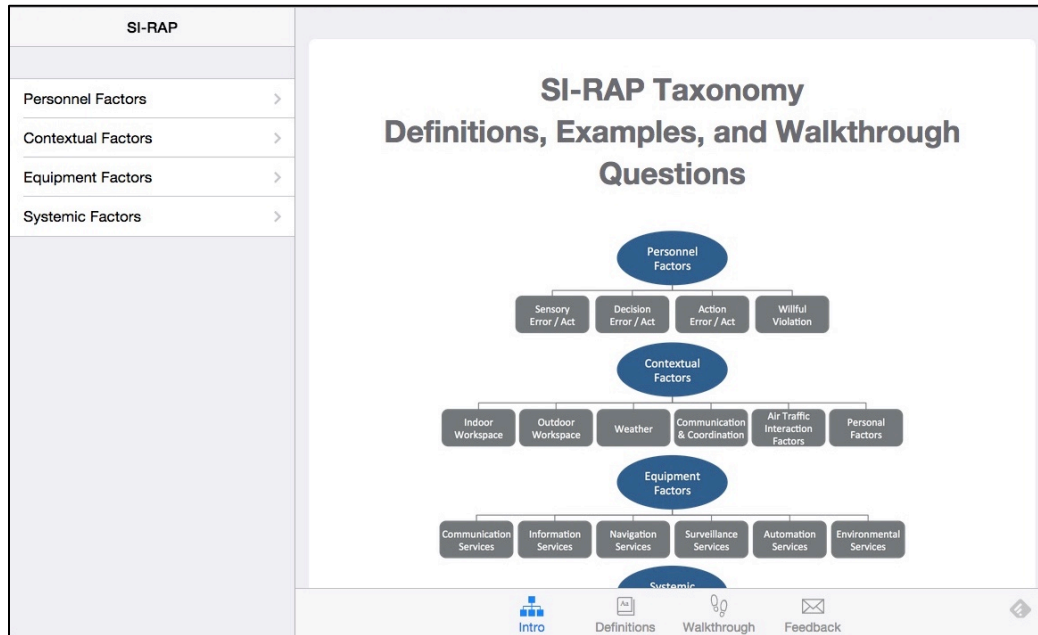 SI-RAP
Personnel Factors
Contextual Factors
Equipment Factors
Systemic Factors
SI-RAP Taxonomy
Definitions, Examples, and Walkthrough
Questions
Personnel
Factors
Sensory
Error / Act
Decision
Error / Act
Action
Error / Act
Willful
Violation
Contextual
Factors
Indoor
Workspace
Outdoor
Workspace
Weather
Communication
& Coordination
Air Traffic
Interaction
Factors
Personal
Factors
Equipment
Factors
Communication
Services
Information
Services
Navigation
Services
Surveillance
Services
Automation
Services
Environmental
Services
Systemic
Aa
Intro
Definitions
Walkthrough
Feedback